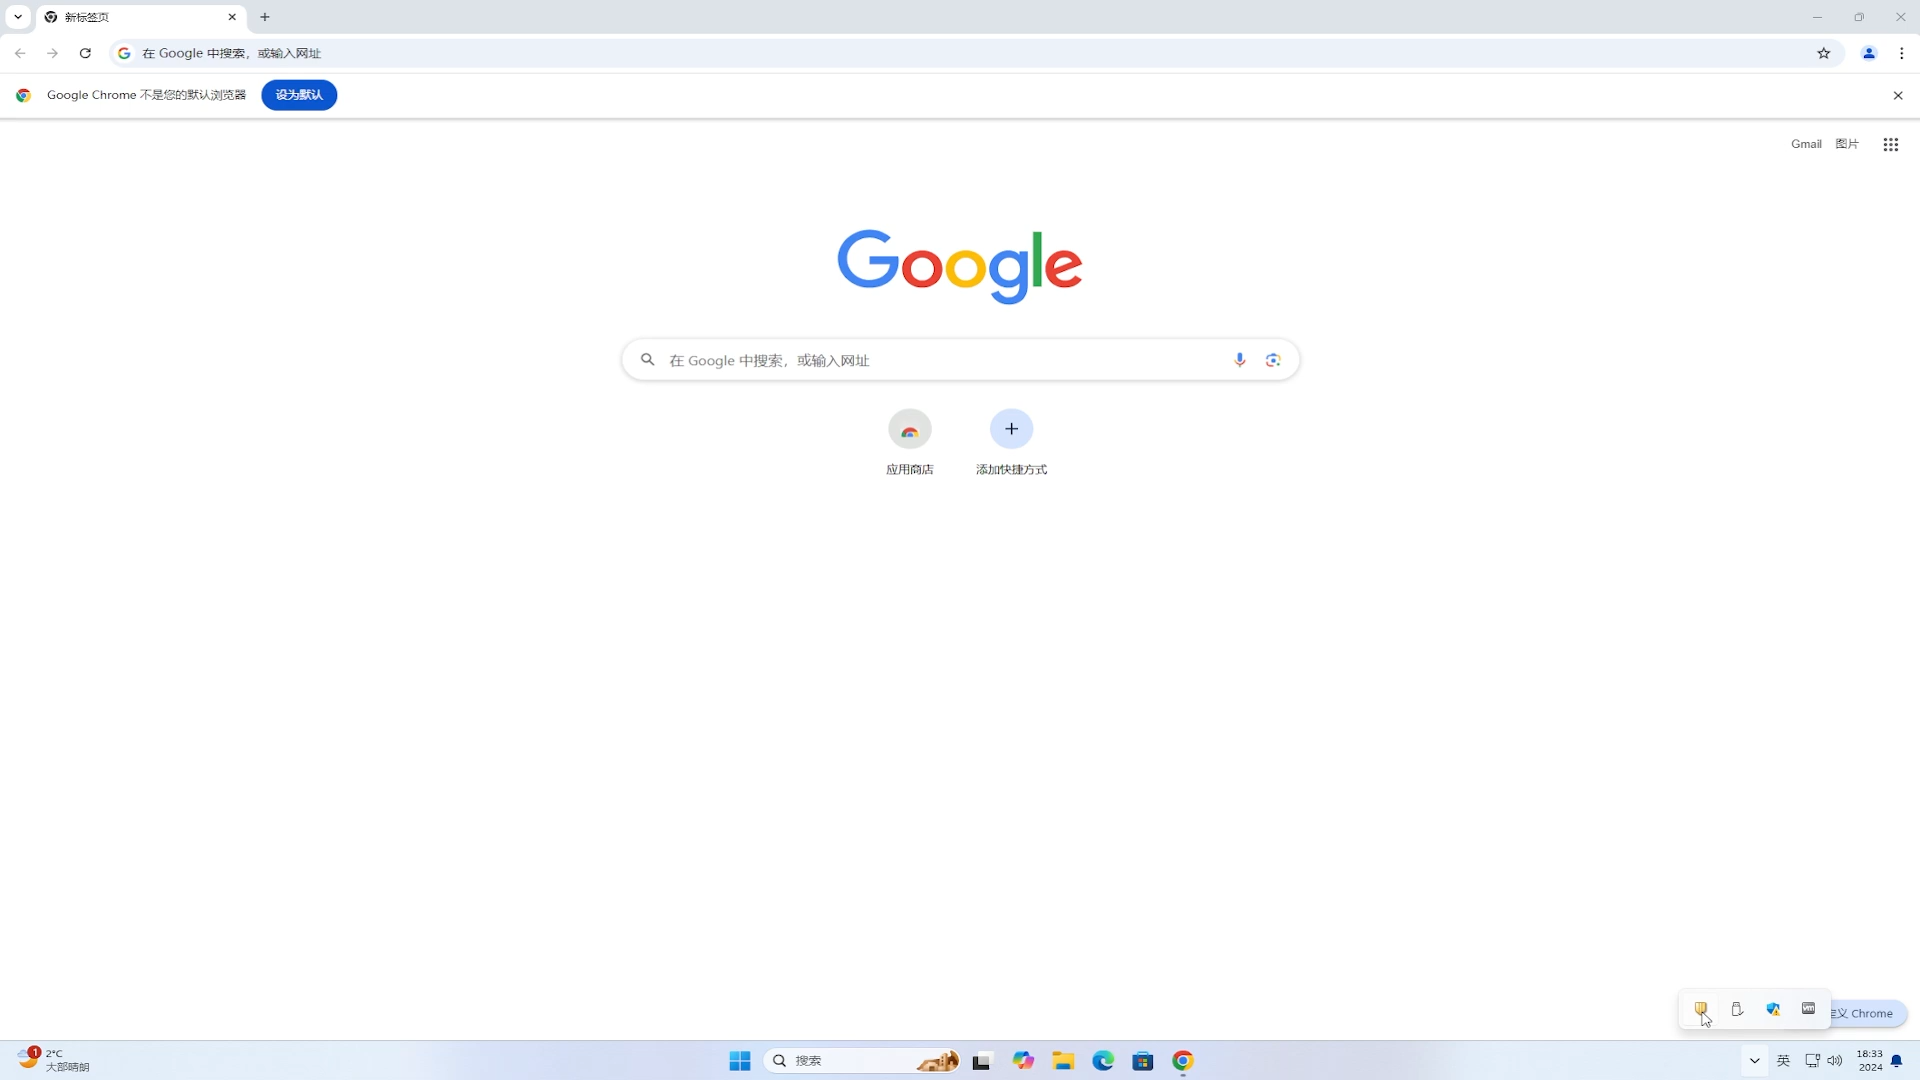 新标签页
在 Google 中搜索，或输入网址
Google Chrome 不是您的默认浏览器
设为默认
Gmail
图片
Google
在 Google 中搜索，或输入网址
应用商店
添加快捷方式
义 Chrome
1
2°C
大部晴朗
搜索
英
18:33
2024